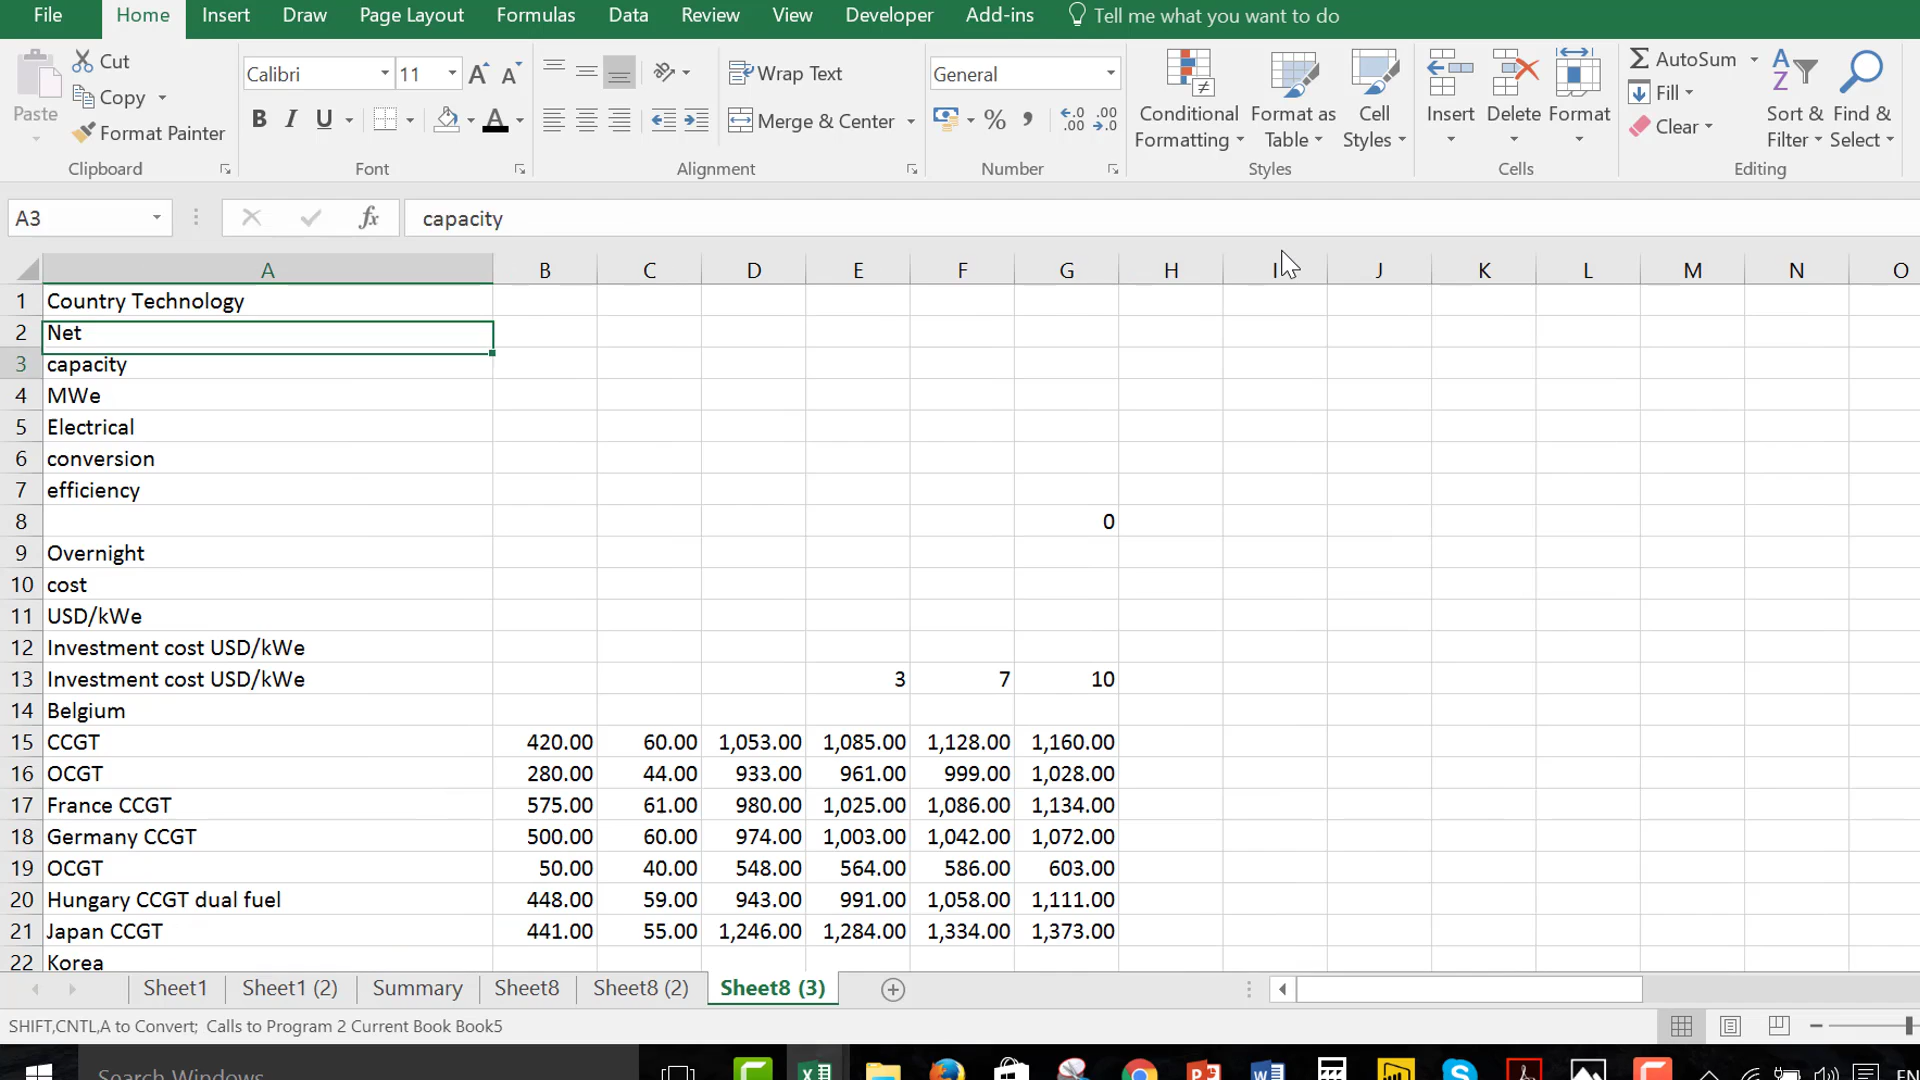 File Home Insert Draw Page Layout Formulas Data Review View Developer Add-ins Tell me what you want to do
Paste Cut Copy Format Painter
Clipboard
Calibri 11
B I U A
Font
Wrap Text
Merge & Center
Alignment
General
% , .00
Number
Conditional Formatting Format as Table Cell Styles
Styles
Insert Delete Format
Cells
AutoSum Fill Clear
Sort & Filter Find & Select
Editing
A3 fx capacity
A B C D E F G H I J K L M N O
1 Country Technology
2 Net
3 capacity
4 MWe
5 Electrical
6 conversion
7 efficiency
8 0
9 Overnight
10 cost
11 USD/kWe
12 Investment cost USD/kWe
13 Investment cost USD/kWe 3 7 10
14 Belgium
15 CCGT 420.00 60.00 1,053.00 1,085.00 1,128.00 1,160.00
16 OCGT 280.00 44.00 933.00 961.00 999.00 1,028.00
17 France CCGT 575.00 61.00 980.00 1,025.00 1,086.00 1,134.00
18 Germany CCGT 500.00 60.00 974.00 1,003.00 1,042.00 1,072.00
19 OCGT 50.00 40.00 548.00 564.00 586.00 603.00
20 Hungary CCGT dual fuel 448.00 59.00 943.00 991.00 1,058.00 1,111.00
21 Japan CCGT 441.00 55.00 1,246.00 1,284.00 1,334.00 1,373.00
22 Korea
Sheet1 Sheet1 (2) Summary Sheet8 Sheet8 (2) Sheet8 (3)
SHIFT,CNTL,A to Convert; Calls to Program 2 Current Book Book5
Search Windows